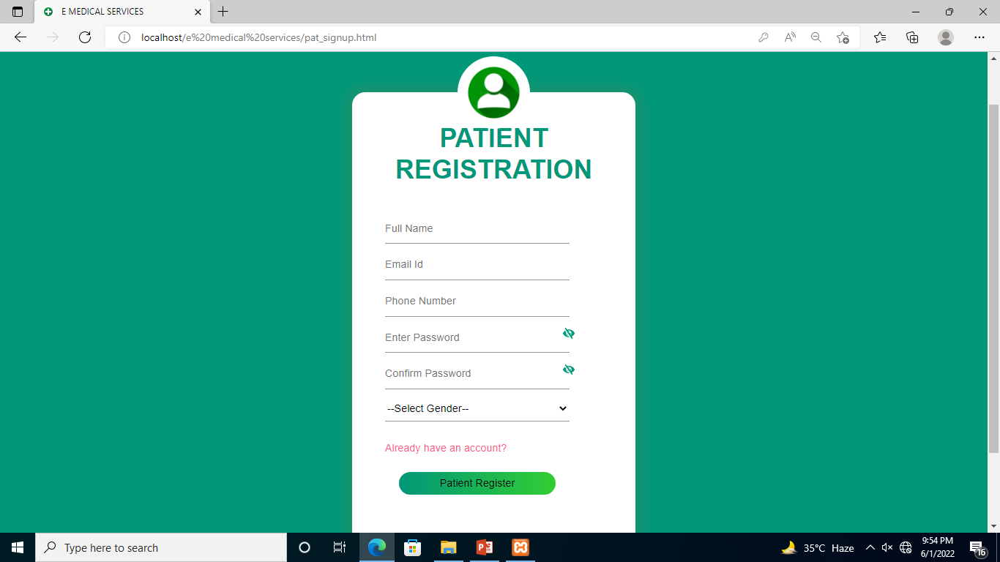 E MEDICAL SERVICES
localhost/e%20medical%20services/pat_signup.html
PATIENT
REGISTRATION
Full Name
Email Id
Phone Number
Enter Password
Confirm Password
--Select Gender--
Already have an account?
Patient Register
Type here to search
35°C Haze
9:54 PM
6/1/2022
16